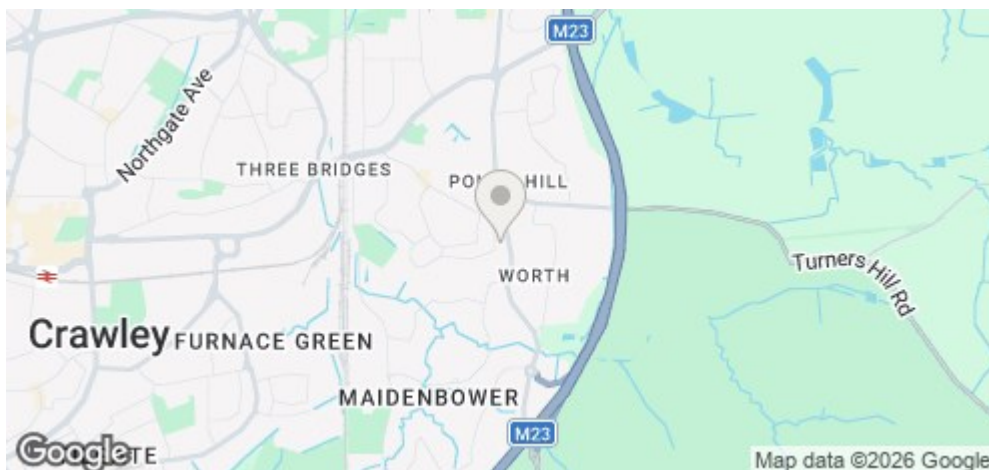 M23
Northgate Ave
THREE BRIDGES
HILL
WORTH
Turners Hill Rd
Crawley
FURNACE GREEN
MAIDENBOWER
M23
Google
Map data ©2026 Google